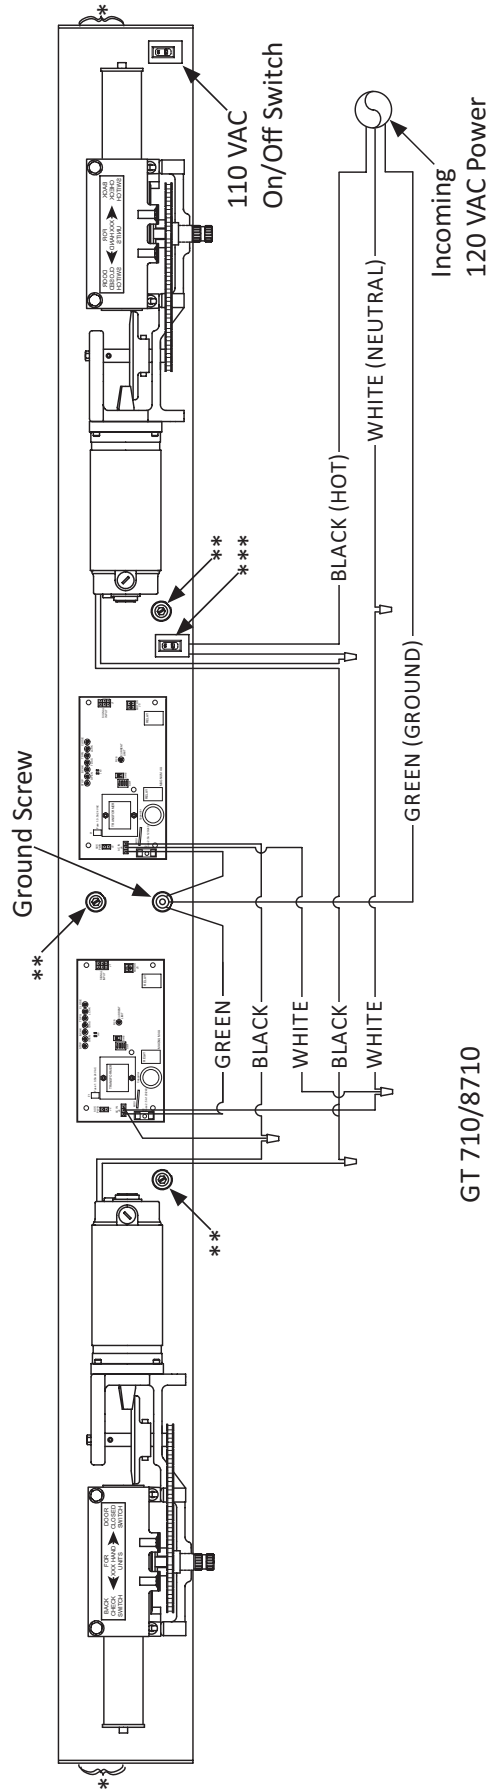 *
*
110 VAC
On/Off Switch
Incoming
120 VAC Power
BLACK (HOT)
WHITE (NEUTRAL)
GREEN (GROUND)
**
***
Ground Screw
**
**
GREEN
BLACK
WHITE
BLACK
WHITE
BACK
CHECK
SWITCH
FOR
XXX HAND
UNITS
DOOR
CLOSED
SWITCH
BACK
CHECK
SWITCH
FOR
XXX HAND
UNITS
DOOR
CLOSED
SWITCH
GT 710/8710